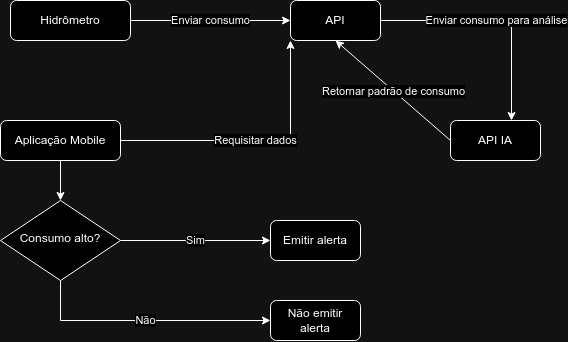 Hidrômetro
Enviar consumo
API
Enviar consumo para análise
Retornar padrão de consumo
Aplicação Mobile
Requisitar dados
API IA
Consumo alto?
Sim
Emitir alerta
Não
Não emitir
alerta